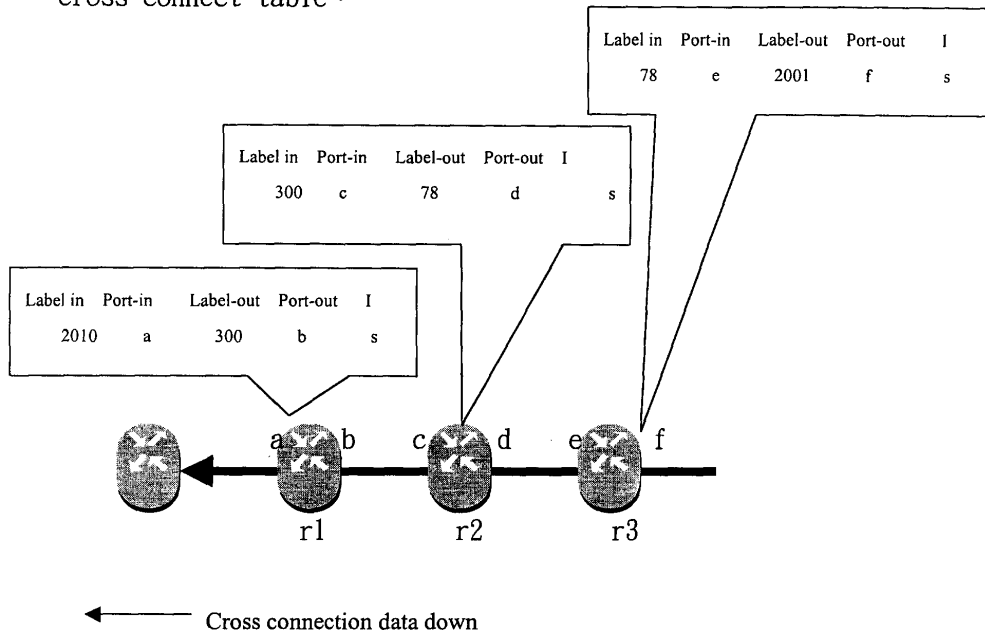 cross connect table
Label in Port-in Label-out Port-out I
78 e 2001 f s
Label in Port-in Label-out Port-out I
300 c 78 d s
Label in Port-in Label-out Port-out I
2010 a 300 b s
a b c d e f
r1 r2 r3
Cross connection data down